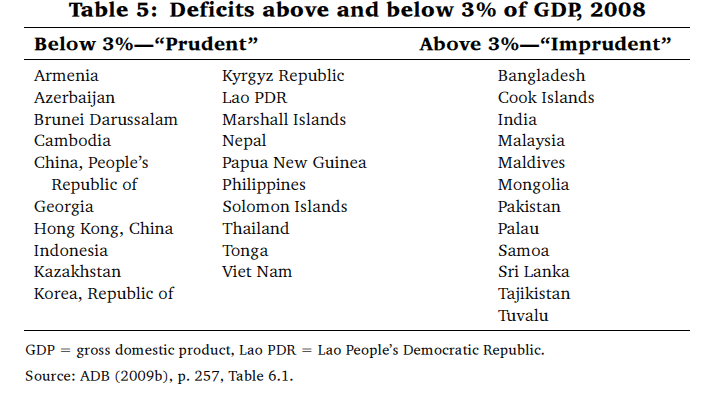 Table 5: Deficits above and below 3% of GDP, 2008
Below 3%—“Prudent” Above 3%—“Imprudent”
Armenia Kyrgyz Republic Bangladesh
Azerbaijan Lao PDR Cook Islands
Brunei Darussalam Marshall Islands India
Cambodia Nepal Malaysia
China, People’s Papua New Guinea Maldives
Republic of Philippines Mongolia
Georgia Solomon Islands Pakistan
Hong Kong, China Thailand Palau
Indonesia Tonga Samoa
Kazakhstan Viet Nam Sri Lanka
Korea, Republic of Tajikistan
Tuvalu
GDP = gross domestic product, Lao PDR = Lao People’s Democratic Republic.
Source: ADB (2009b), p. 257, Table 6.1.